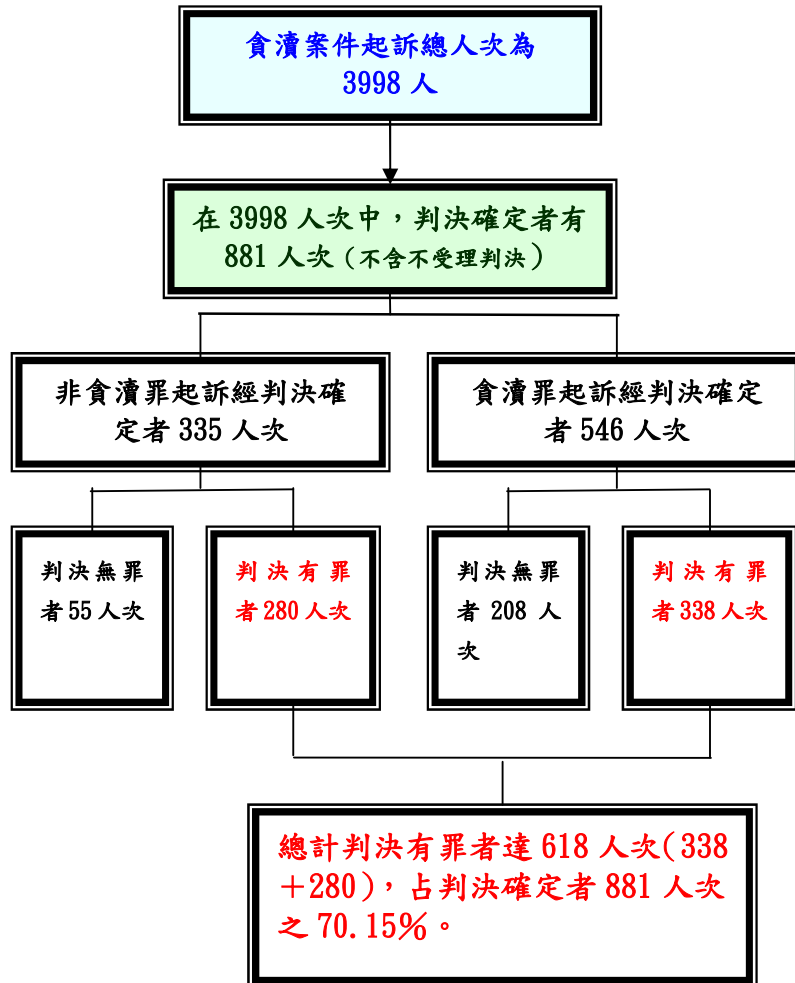 貪瀆案件起訴總人次為
3998 人
在 3998 人次中，判決確定者有
881 人次（不含不受理判決）
非貪瀆罪起訴經判決確
定者 335 人次
貪瀆罪起訴經判決確定
者 546 人次
判決無罪
者 55 人次
判決有罪
者 280 人次
判決無罪
者 208 人
次
判決有罪
者 338 人次
總計判決有罪者達 618 人次(338
＋280)，占判決確定者 881 人次
之 70.15％。